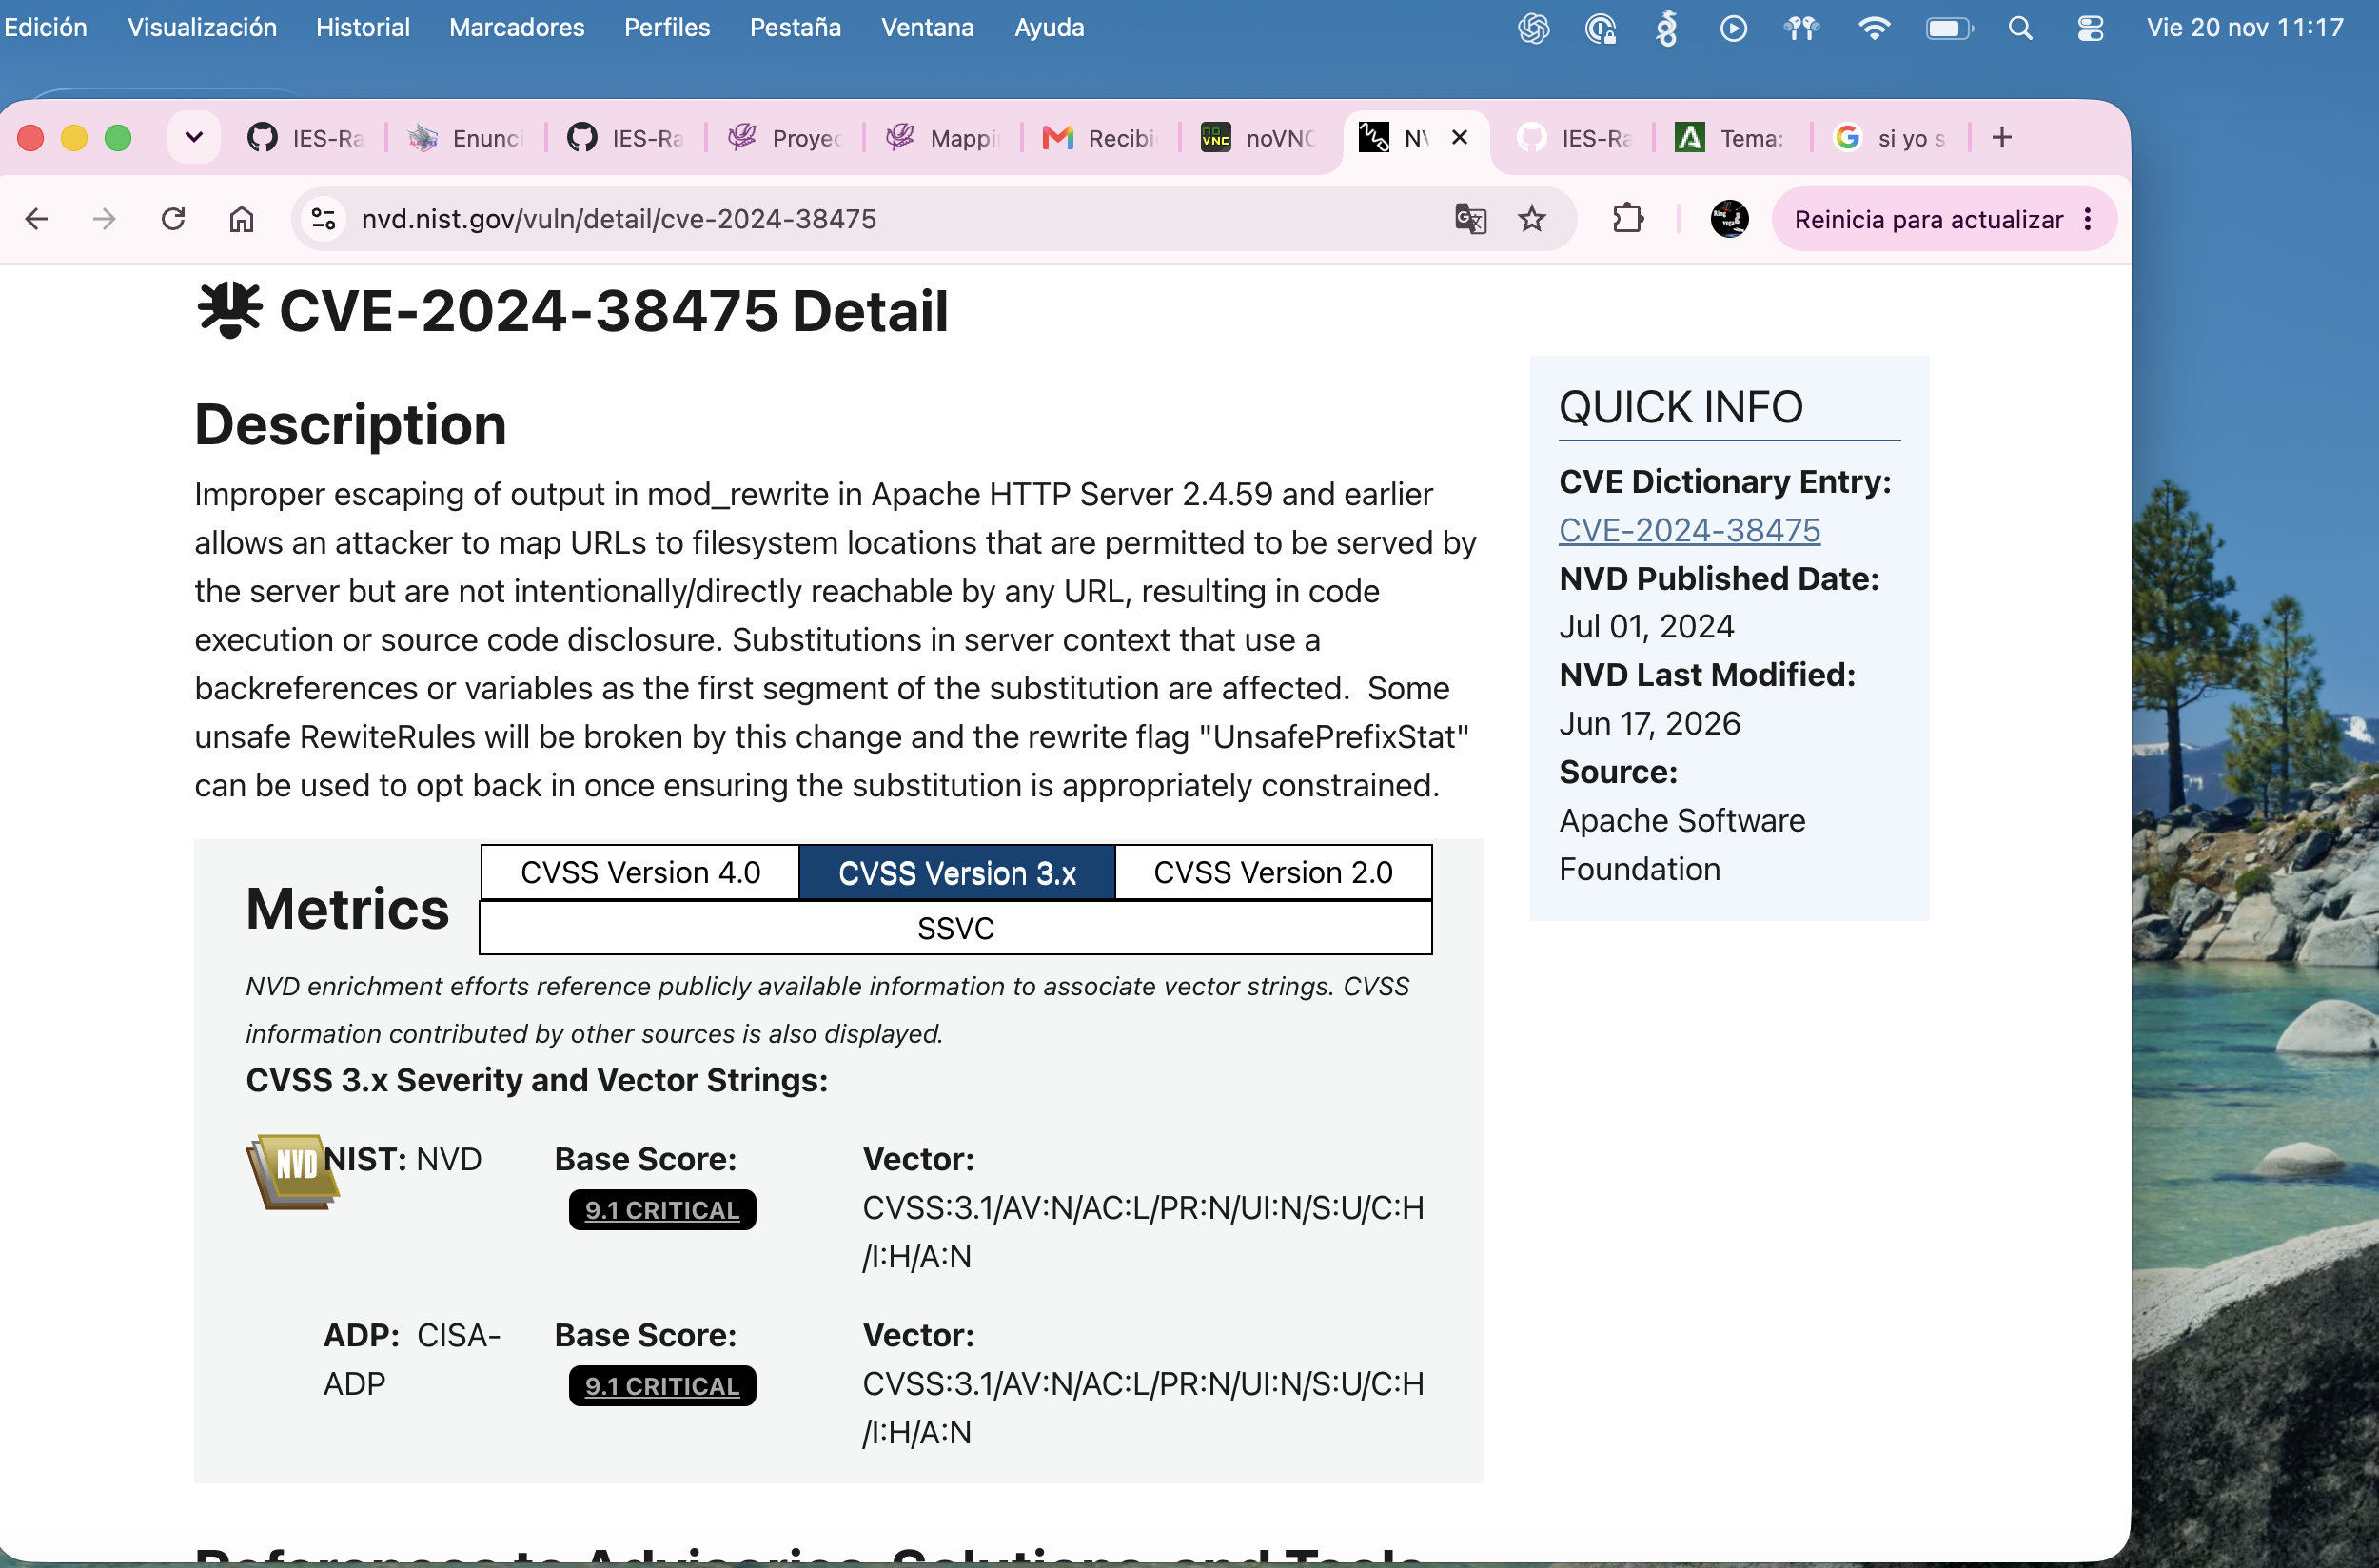 Edición Visualización Historial Marcadores Perfiles Pestaña Ventana Ayuda Vie 20 nov 11:17
IES-Ra Enunci IES-Ra Proyec Mappi Recibi noVNC NV IES-Ra Tema: si yo s
nvd.nist.gov/vuln/detail/cve-2024-38475 Reinicia para actualizar
CVE-2024-38475 Detail
Description
Improper escaping of output in mod_rewrite in Apache HTTP Server 2.4.59 and earlier
allows an attacker to map URLs to filesystem locations that are permitted to be served by
the server but are not intentionally/directly reachable by any URL, resulting in code
execution or source code disclosure. Substitutions in server context that use a
backreferences or variables as the first segment of the substitution are affected.  Some
unsafe RewiteRules will be broken by this change and the rewrite flag "UnsafePrefixStat"
can be used to opt back in once ensuring the substitution is appropriately constrained.
QUICK INFO
CVE Dictionary Entry:
CVE-2024-38475
NVD Published Date:
Jul 01, 2024
NVD Last Modified:
Jun 17, 2026
Source:
Apache Software
Foundation
Metrics
CVSS Version 4.0 CVSS Version 3.x CVSS Version 2.0
SSVC
NVD enrichment efforts reference publicly available information to associate vector strings. CVSS
information contributed by other sources is also displayed.
CVSS 3.x Severity and Vector Strings:
NVD NIST: NVD Base Score: Vector:
9.1 CRITICAL CVSS:3.1/AV:N/AC:L/PR:N/UI:N/S:U/C:H
/I:H/A:N
ADP: CISA- Base Score: Vector:
ADP 9.1 CRITICAL CVSS:3.1/AV:N/AC:L/PR:N/UI:N/S:U/C:H
/I:H/A:N
References to Advisories, Solutions, and Tools